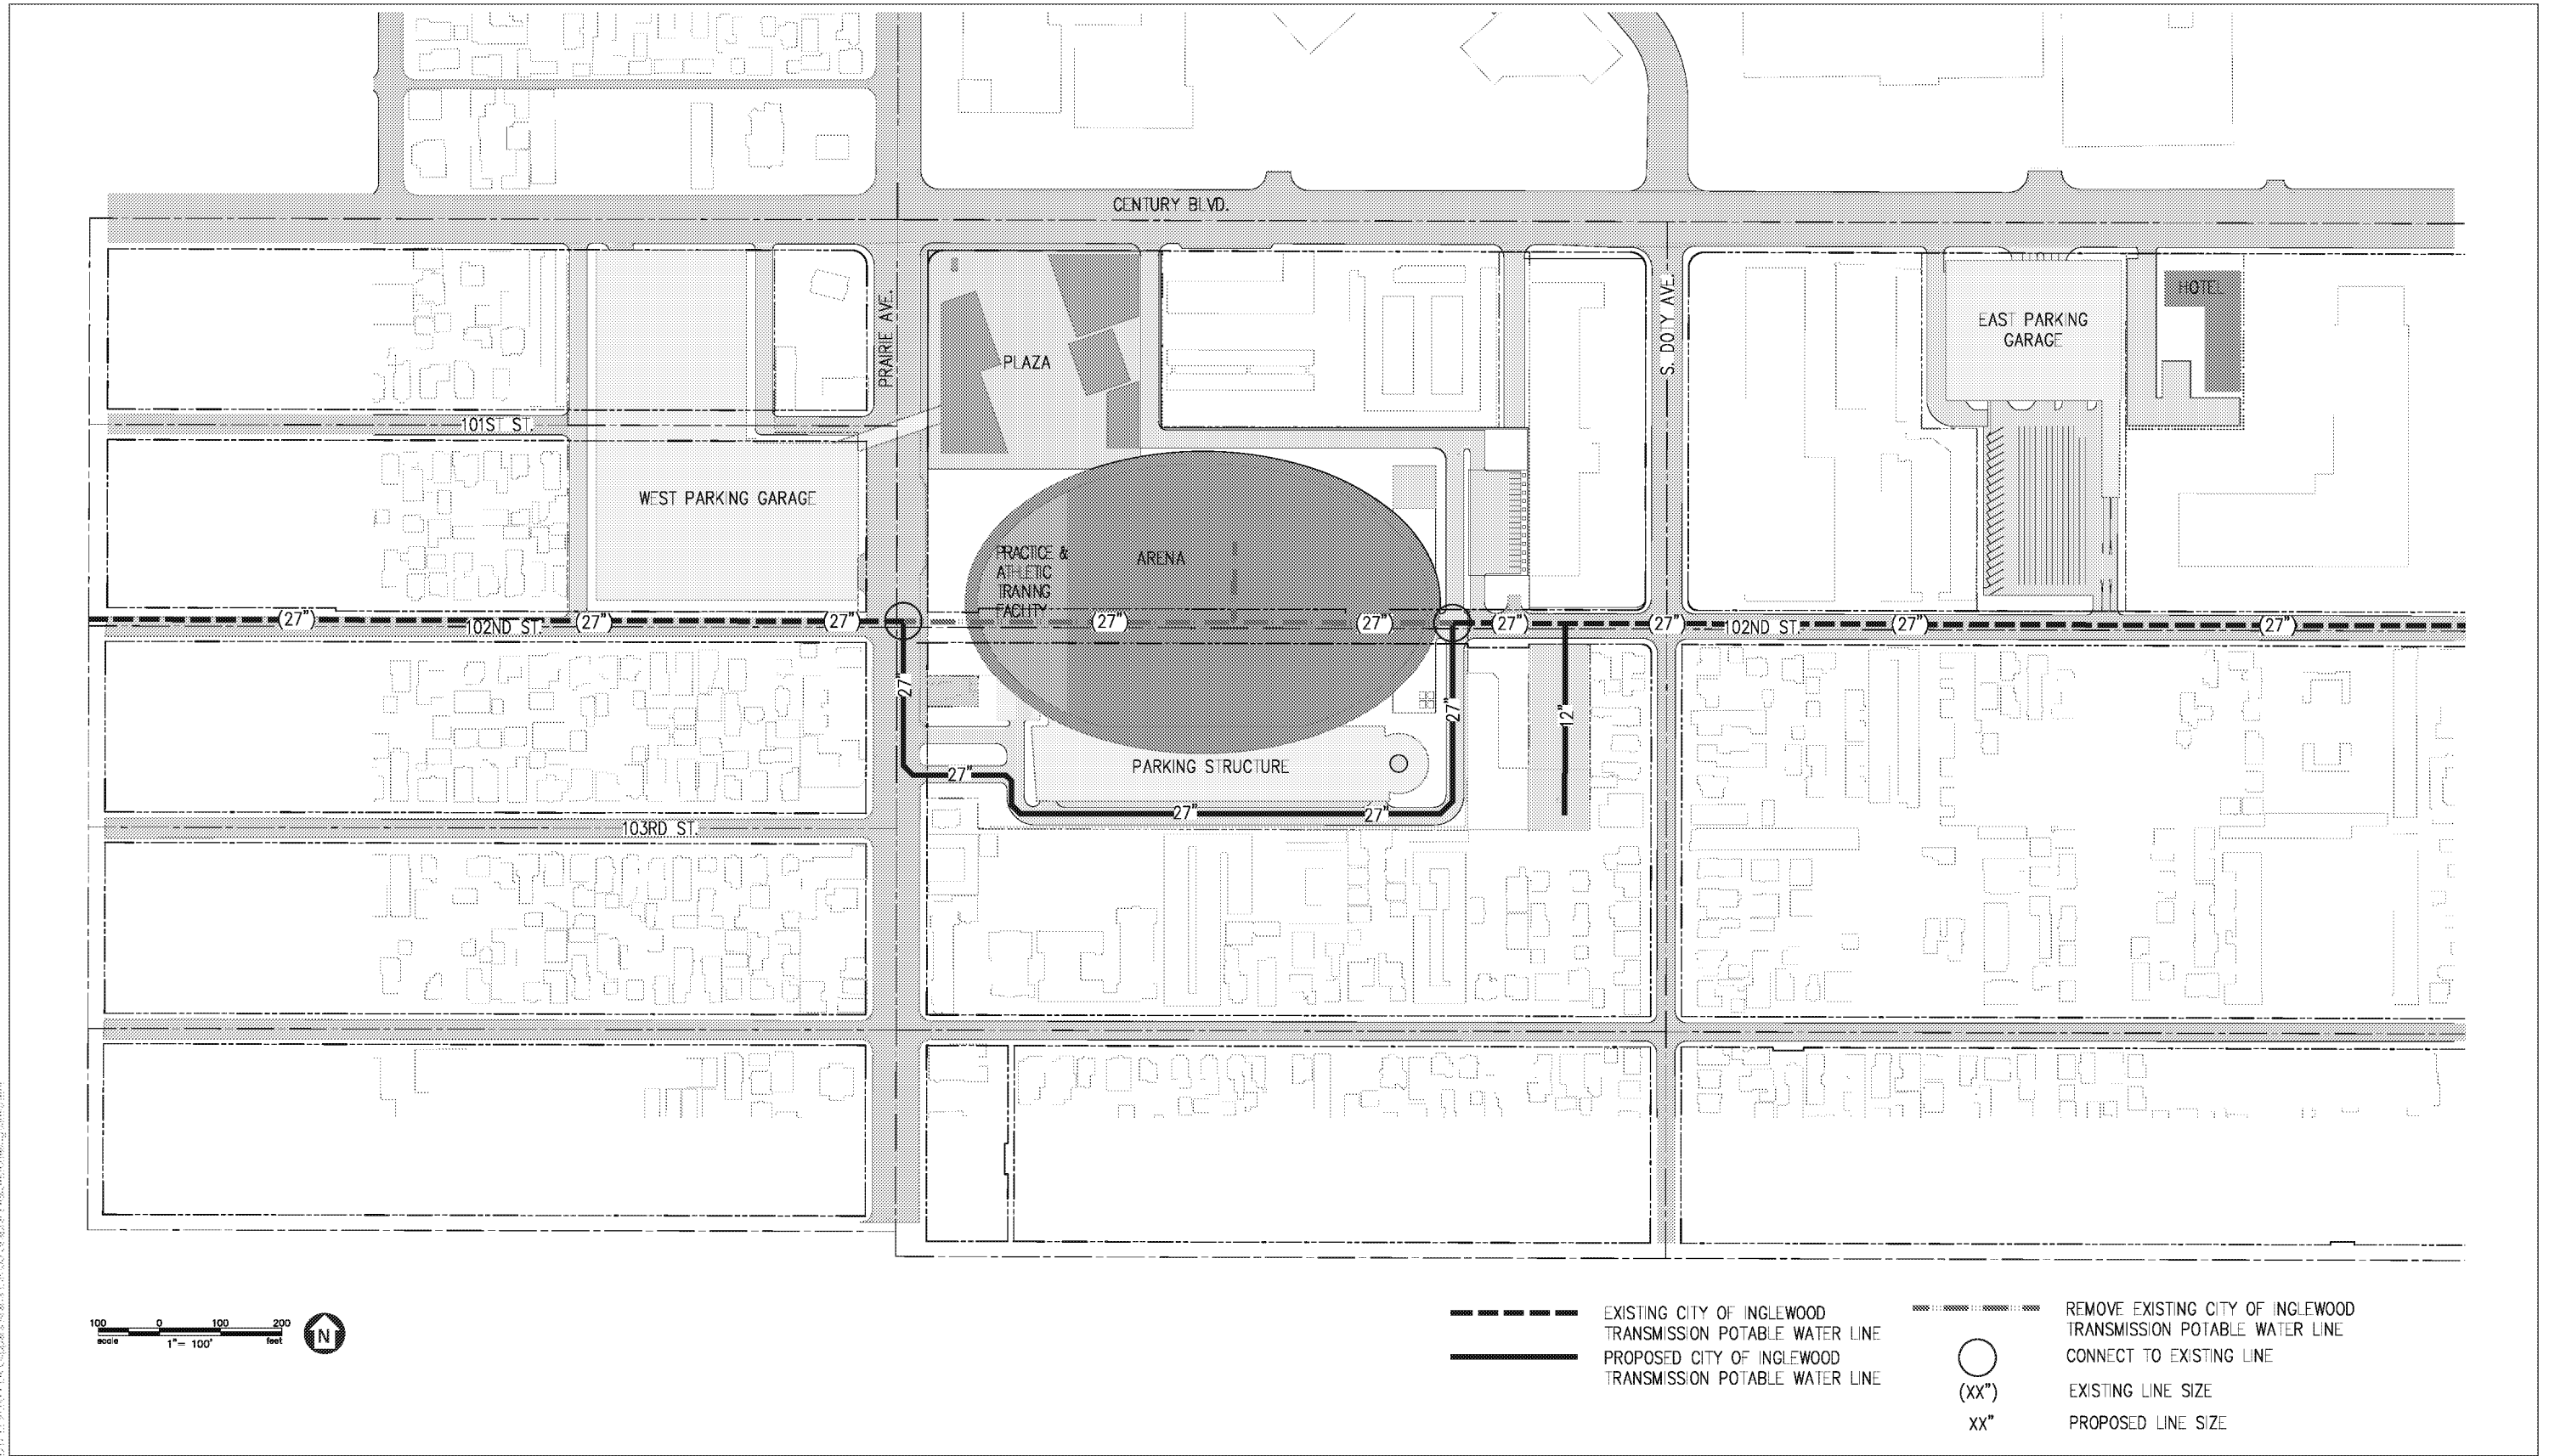 CENTURY BLVD.
PRAIRIE AVE.
S. DOTY AVE.
HOTEL
EAST PARKING
GARAGE
PLAZA
101ST ST.
WEST PARKING GARAGE
PRACTICE &
ATHLETIC
TRANING
FACILITY
ARENA
(27")
(27")
(27")
(27")
(27")
(27")
(27")
(27")
(27")
102ND ST.
102ND ST.
27"
27"
27"
27"
27"
12"
PARKING STRUCTURE
103RD ST.
100 0 100 200
scale 1"= 100' feet
N
EXISTING CITY OF INGLEWOOD
TRANSMISSION POTABLE WATER LINE
PROPOSED CITY OF INGLEWOOD
TRANSMISSION POTABLE WATER LINE
REMOVE EXISTING CITY OF INGLEWOOD
TRANSMISSION POTABLE WATER LINE
CONNECT TO EXISTING LINE
(XX") EXISTING LINE SIZE
XX" PROPOSED LINE SIZE